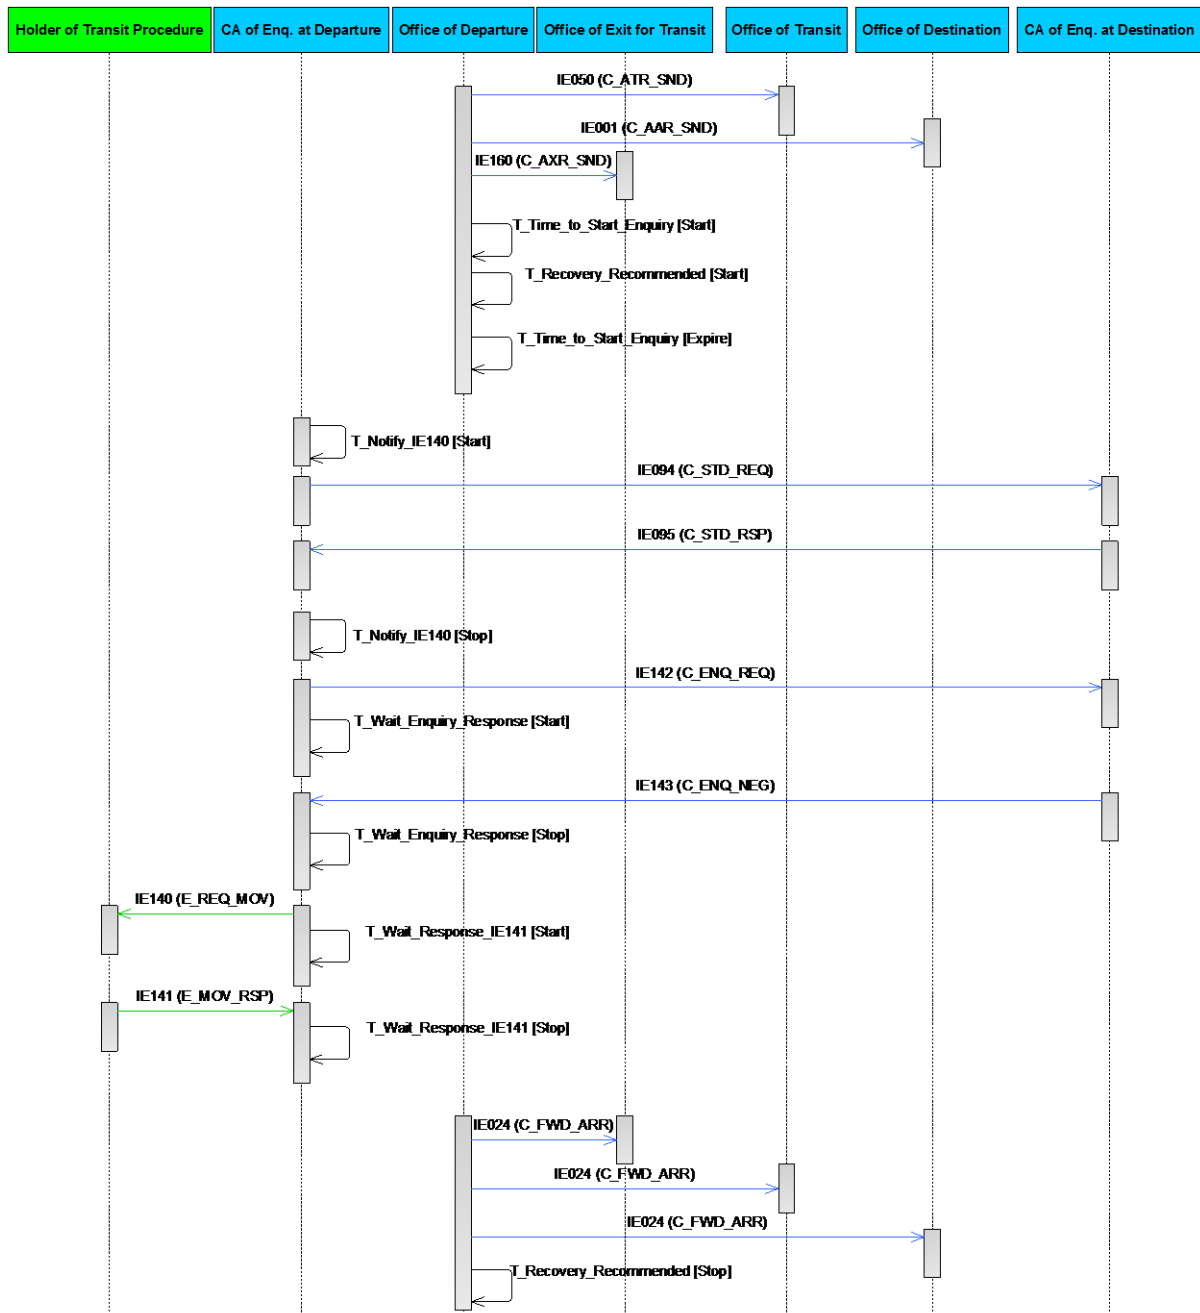 Holder of Transit Procedure
CA of Enq. at Departure
Office of Departure
Office of Exit for Transit
Office of Transit
Office of Destination
CA of Enq. at Destination
IE050 (C_ATR_SND)
IE001 (C_AAR_SND)
IE160 (C_AXR_SND)
T_Time_to_Start_Enquiry [Start]
T_Recovery_Recommended [Start]
T_Time_to_Start_Enquiry [Expire]
T_Notify_IE140 [Start]
IE094 (C_STD_REQ)
IE095 (C_STD_RSP)
T_Notify_IE140 [Stop]
IE142 (C_ENQ_REQ)
T_Wait_Enquiry_Response [Start]
IE143 (C_ENQ_NEG)
T_Wait_Enquiry_Response [Stop]
IE140 (E_REQ_MOV)
T_Wait_Response_IE141 [Start]
IE141 (E_MOV_RSP)
T_Wait_Response_IE141 [Stop]
IE024 (C_FWD_ARR)
IE024 (C_FWD_ARR)
IE024 (C_FWD_ARR)
T_Recovery_Recommended [Stop]